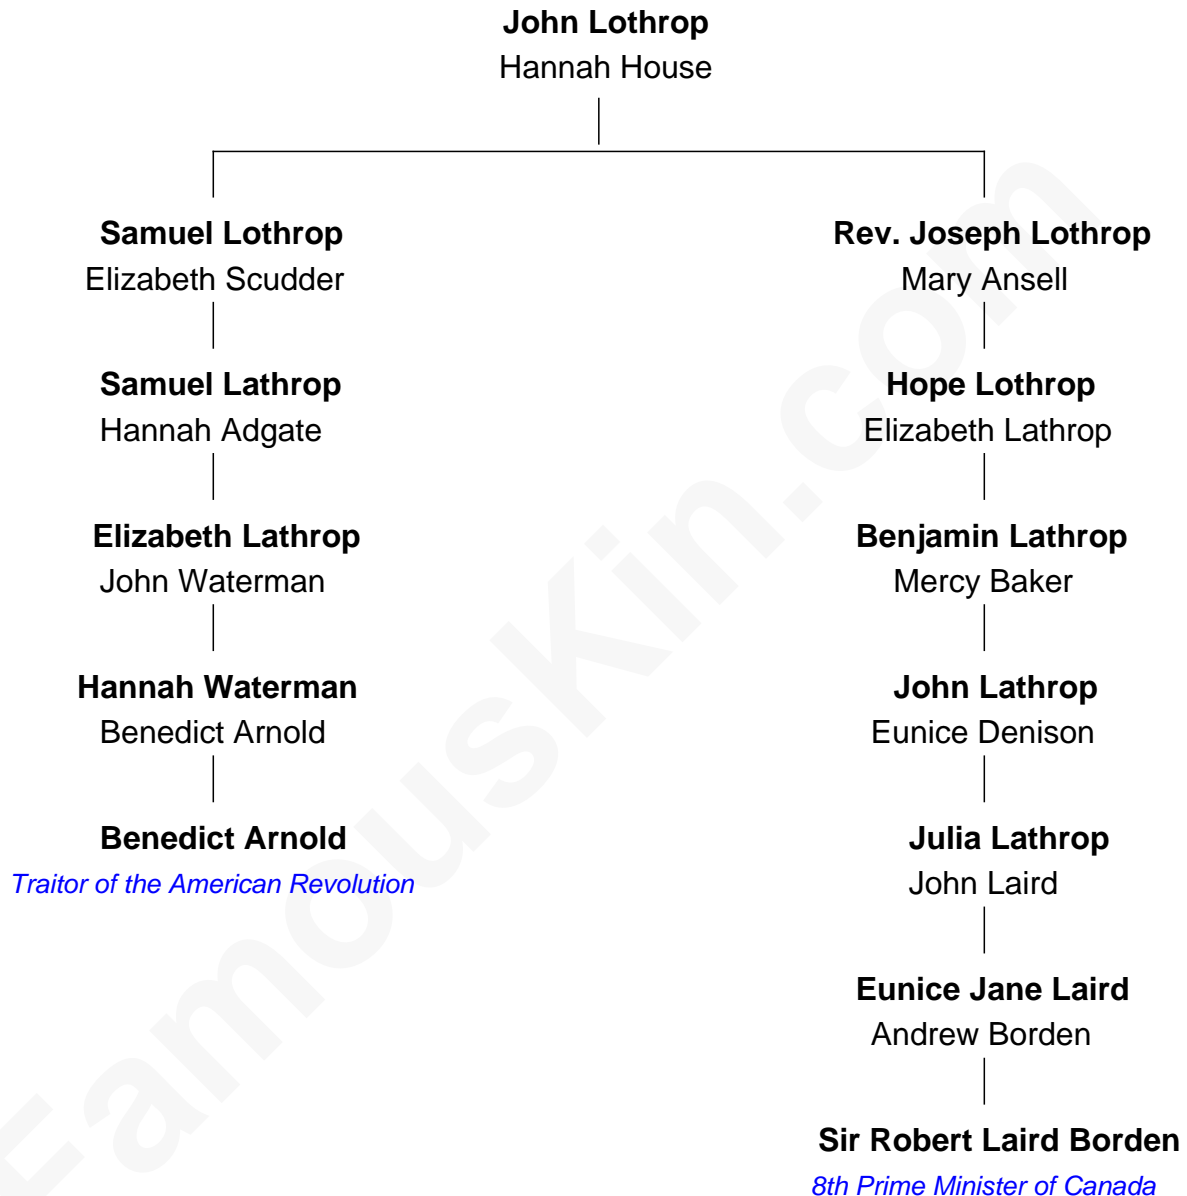 John Lothrop
Hannah House
Samuel Lothrop
Elizabeth Scudder
Samuel Lathrop
Hannah Adgate
Elizabeth Lathrop
John Waterman
Hannah Waterman
Benedict Arnold
Benedict Arnold
Traitor of the American Revolution
Rev. Joseph Lothrop
Mary Ansell
Hope Lothrop
Elizabeth Lathrop
Benjamin Lathrop
Mercy Baker
John Lathrop
Eunice Denison
Julia Lathrop
John Laird
Eunice Jane Laird
Andrew Borden
Sir Robert Laird Borden
8th Prime Minister of Canada
FamousKin.com